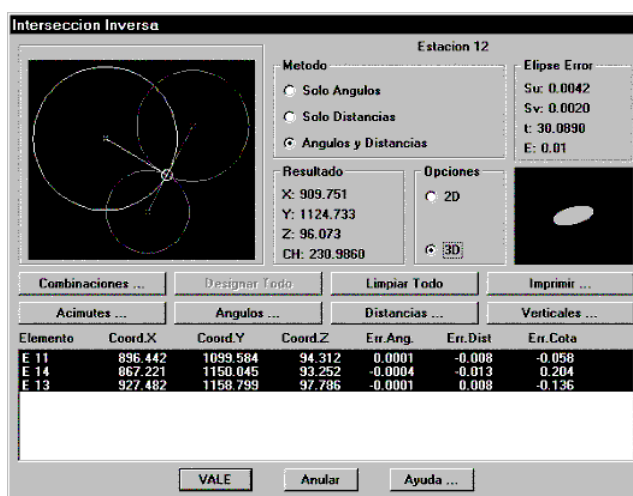 Interseccion Inversa
Estacion 12
Metodo
Solo Angulos
Solo Distancias
Angulos y Distancias
Elipse Error
Su: 0.0042
Sv: 0.0020
t: 30.0890
E: 0.01
Resultado
X: 909.751
Y: 1124.733
Z: 96.073
CH: 230.9860
Opciones
2D
3D
Combinaciones ...
Designar Todo
Limpiar Todo
Imprimir ...
Acimutes ...
Angulos ...
Distancias ...
Verticales ...
Elemento Coord.X Coord.Y Coord.Z Err.Ang. Err.Dist Err.Cota
E 11 896.442 1099.584 94.312 0.0001 -0.008 -0.058
E 14 867.221 1150.045 93.252 -0.0004 -0.013 0.204
E 13 927.482 1158.799 97.786 -0.0001 0.008 -0.136
VALE
Anular
Ayuda ...